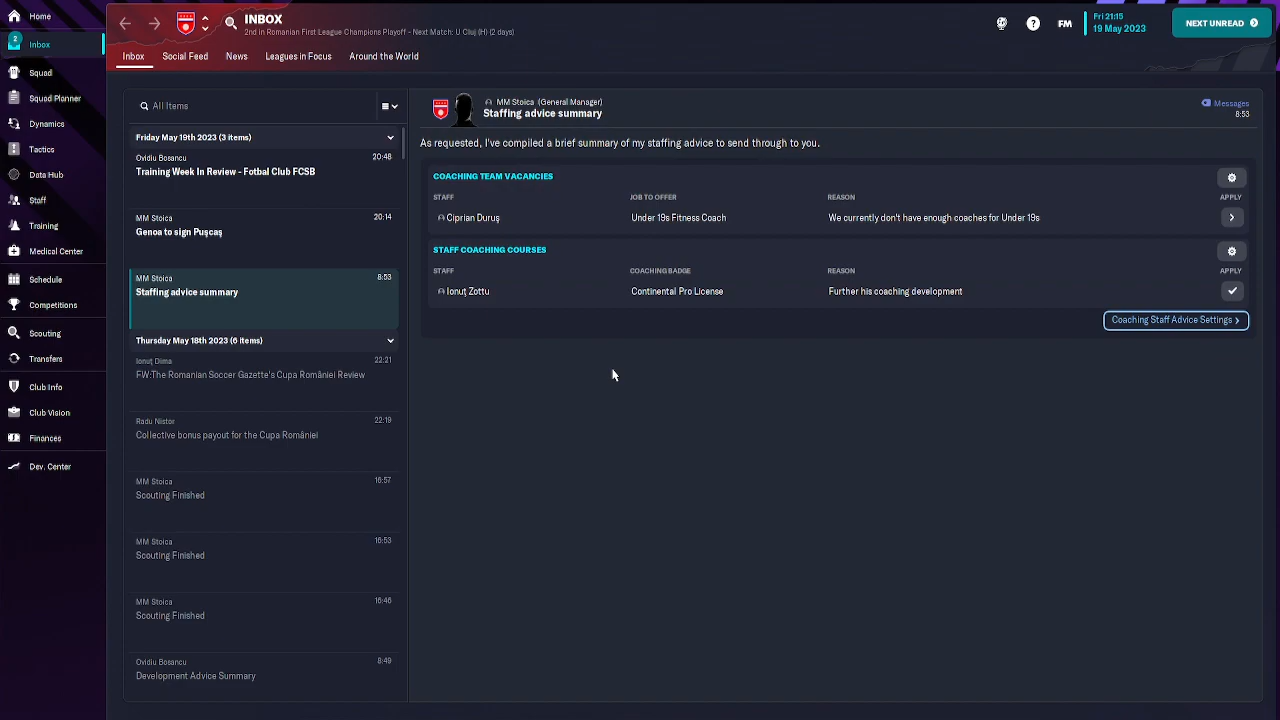 Home
2
Inbox
Squad
Squad Planner
Dynamics
Tactics
Data Hub
Staff
Training
Medical Center
Schedule
Competitions
Scouting
Transfers
Club Info
Club Vision
Finances
Dev. Center
INBOX
2nd in Romanian First League Champions Playoff - Next Match: U Cluj (H) (2 days)
?
FM
Fri 21:15
19 May 2023
NEXT UNREAD
Inbox
Social Feed
News
Leagues in Focus
Around the World
All Items
Friday May 19th 2023 (3 items)
Ovidiu Bosancu
20:48
Training Week In Review - Fotbal Club FCSB
MM Stoica
20:14
Genoa to sign Pușcaș
MM Stoica
8:53
Staffing advice summary
Thursday May 18th 2023 (6 items)
Ionuț Dima
22:21
FW:The Romanian Soccer Gazette's Cupa României Review
Radu Nistor
22:19
Collective bonus payout for the Cupa României
MM Stoica
16:57
Scouting Finished
MM Stoica
16:53
Scouting Finished
MM Stoica
16:46
Scouting Finished
Ovidiu Bosancu
8:49
Development Advice Summary
MM Stoica (General Manager)
Staffing advice summary
Messages
8:53
As requested, I've compiled a brief summary of my staffing advice to send through to you.
COACHING TEAM VACANCIES
STAFF
JOB TO OFFER
REASON
APPLY
Ciprian Duruș
Under 19s Fitness Coach
We currently don't have enough coaches for Under 19s
STAFF COACHING COURSES
STAFF
COACHING BADGE
REASON
APPLY
Ionuț Zottu
Continental Pro License
Further his coaching development
Coaching Staff Advice Settings